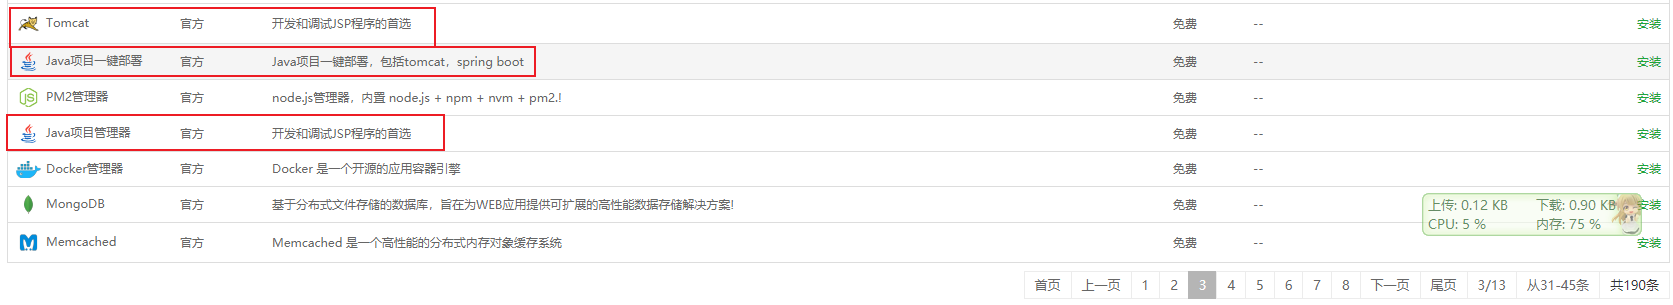 Tomcat 官方 开发和调试JSP程序的首选 免费 -- 安装
Java项目一键部署 官方 Java项目一键部署，包括tomcat，spring boot 免费 -- 安装
PM2管理器 官方 node.js管理器，内置 node.js + npm + nvm + pm2.! 免费 -- 安装
Java项目管理器 官方 开发和调试JSP程序的首选 免费 -- 安装
Docker管理器 官方 Docker 是一个开源的应用容器引擎 免费 -- 安装
MongoDB 官方 基于分布式文件存储的数据库，旨在为WEB应用提供可扩展的高性能数据存储解决方案! 免费 -- 安装
上传: 0.12 KB 下载: 0.90 KB
CPU: 5 % 内存: 75 %
Memcached 官方 Memcached 是一个高性能的分布式内存对象缓存系统 免费 -- 安装
首页 上一页 1 2 3 4 5 6 7 8 下一页 尾页 3/13 从31-45条 共190条